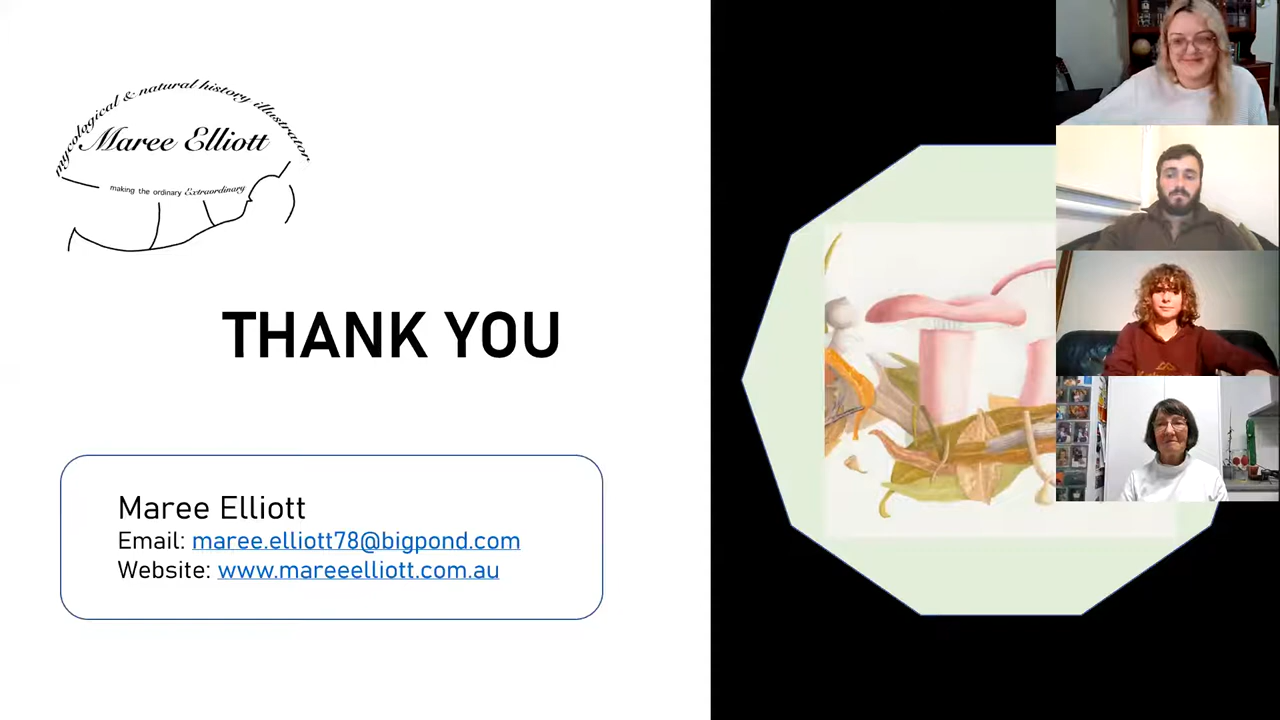 mycological & natural history illustrator
Maree Elliott
making the ordinary Extraordinary
THANK YOU
Maree Elliott
Email: maree.elliott78@bigpond.com
Website: www.mareeelliott.com.au